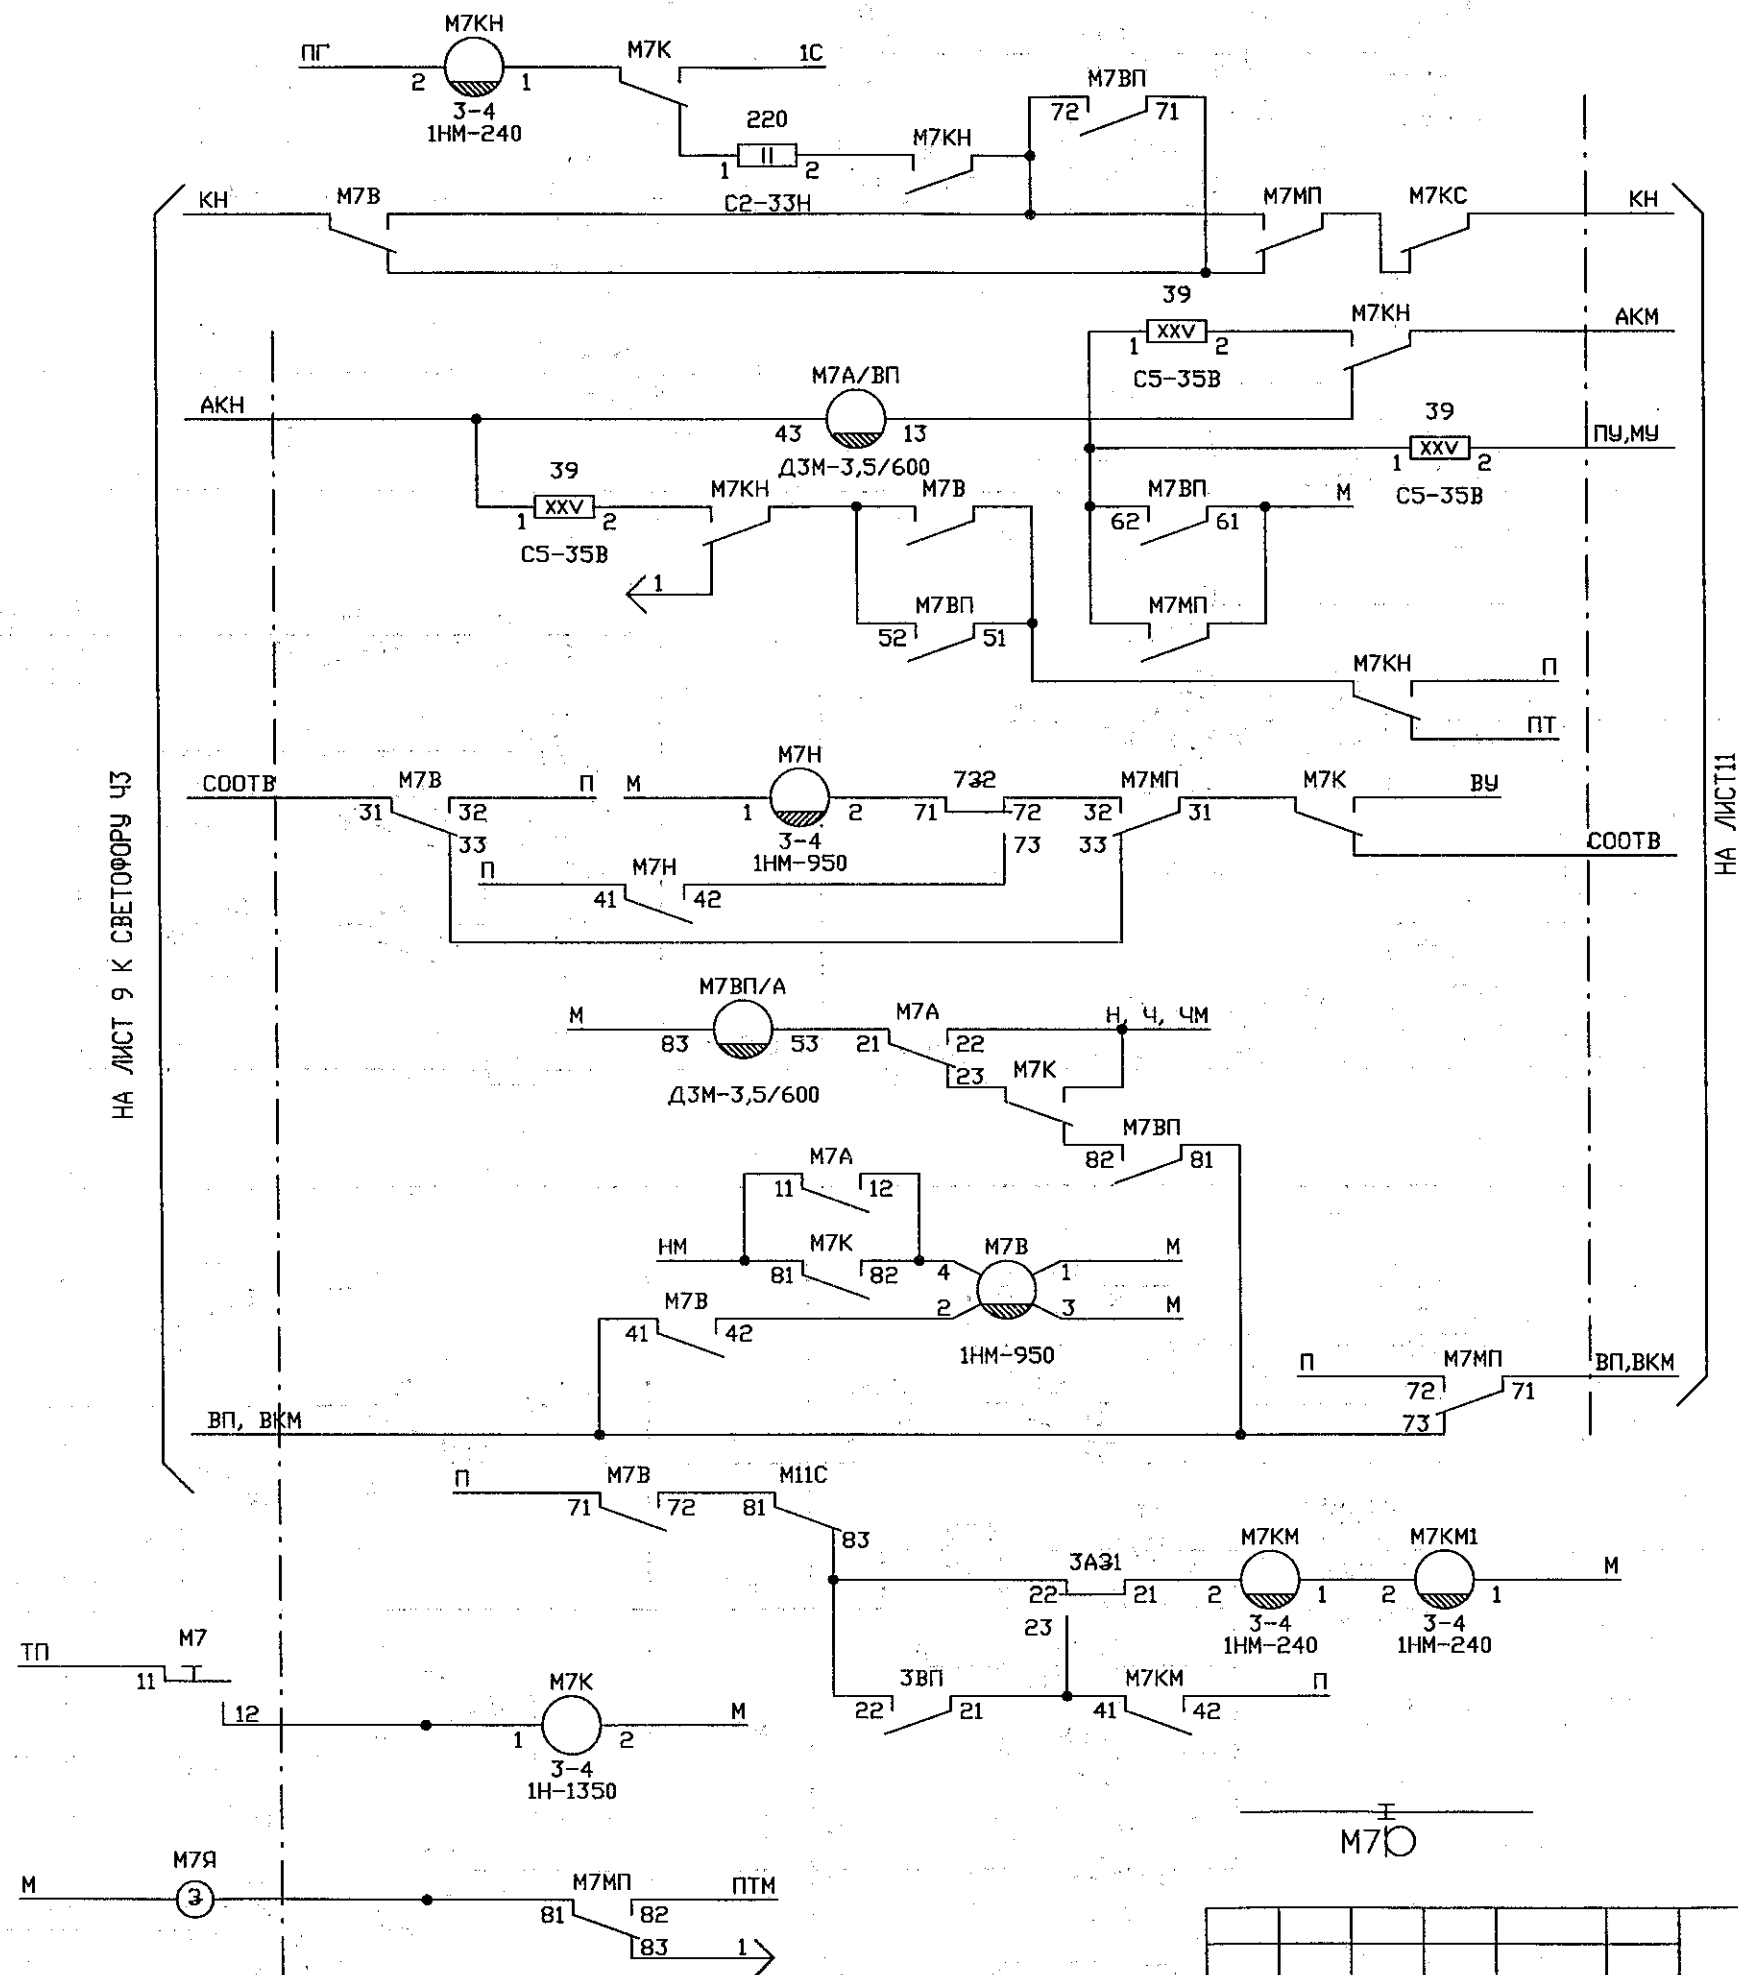 М7КН
ПГ
М7К
1С
2
1
3-4
1НМ-240
М7ВП
72
71
220
1
2
С2-33Н
М7КН
КН
М7В
М7МП
М7КС
КН
39
1
XXV
2
С5-35В
М7КН
АКМ
АКН
М7А/ВП
43
13
Д3М-3,5/600
39
1
XXV
2
С5-35В
ПУ,МУ
39
1
XXV
2
С5-35В
М7КН
М7В
М7ВП
М
62
61
1
М7ВП
52
51
М7МП
М7КН
П
ПТ
НА ЛИСТ 9 К СВЕТОФОРУ Ч3
НА ЛИСТ11
СООТВ
М7В
П
31
32
33
М
М7Н
1
2
3-4
1НМ-950
732
71
72
73
М7МП
32
31
33
М7К
ВУ
СООТВ
П
М7Н
41
42
М7ВП/А
М
83
53
Д3М-3,5/600
М7А
21
22
23
Н, Ч, ЧМ
М7К
М7ВП
82
81
М7А
11
12
НМ
М7К
81
82
М7В
4
1
М
2
3
М
1НМ-950
М7В
41
42
П
М7МП
ВП,ВКМ
72
71
73
ВП, ВКМ
П
М7В
М11С
71
72
81
83
3АЭ1
22
21
23
М7КМ
М7КМ1
М
2
1
2
1
3-4
1НМ-240
3-4
1НМ-240
3ВП
22
21
М7КМ
П
41
42
ТП
М7
11
12
М7К
М
1
2
3-4
1Н-1350
М7
М7Я
М
З
М7МП
ПТМ
81
82
83
1